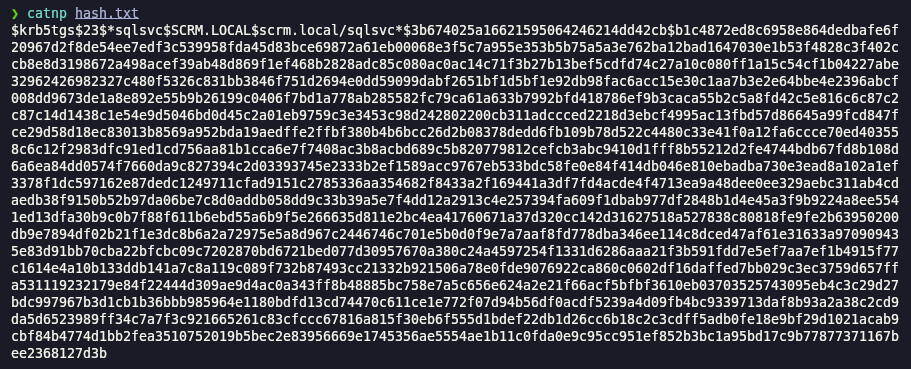 ❯ catnp hash.txt
$krb5tgs$23$*sqlsvc$SCRM.LOCAL$scrm.local/sqlsvc*$3b674025a16621595064246214dd42cb$b1c4872ed8c6958e864dedbafe6f
20967d2f8de54ee7edf3c539958fda45d83bce69872a61eb00068e3f5c7a955e353b5b75a5a3e762ba12bad1647030e1b53f4828c3f402c
cb8e8d3198672a498acef39ab48d869f1ef468b2828adc85c080ac0ac14c71f3b27b13bef5cdfd74c27a10c080ff1a15c54cf1b04227abe
32962426982327c480f5326c831bb3846f751d2694e0dd59099dabf2651bf1d5bf1e92db98fac6acc15e30c1aa7b3e2e64bbe4e2396abcf
008dd9673de1a8e892e55b9b26199c0406f7bd1a778ab285582fc79ca61a633b7992bfd418786ef9b3caca55b2c5a8fd42c5e816c6c87c2
c87c14d1438c1e54e9d5046bd0d45c2a01eb9759c3e3453c98d242802200cb311adccced2218d3ebcf4995ac13fbd57d86645a99fcd847f
ce29d58d18ec83013b8569a952bda19aedffe2ffbf380b4b6bcc26d2b08378dedd6fb109b78d522c4480c33e41f0a12fa6ccce70ed40355
8c6c12f2983dfc91ed1cd756aa81b1cca6e7f7408ac3b8acbd689c5b820779812cefcb3abc9410d1fff8b55212d2fe4744bdb67fd8b108d
6a6ea84dd0574f7660da9c827394c2d03393745e2333b2ef1589acc9767eb533bdc58fe0e84f414db046e810ebadba730e3ead8a102a1ef
3378f1dc597162e87dedc1249711cfad9151c2785336aa354682f8433a2f169441a3df7fd4acde4f4713ea9a48dee0ee329aebc311ab4cd
aedb38f9150b52b97da06be7c8d0addb058dd9c33b39a5e7f4dd12a2913c4e257394fa609f1dbab977df2848b1d4e45a3f9b9224a8ee554
1ed13dfa30b9c0b7f88f611b6ebd55a6b9f5e266635d811e2bc4ea41760671a37d320cc142d31627518a527838c80818fe9fe2b63950200
db9e7894df02b21f1e3dc8b6a2a72975e5a8d967c2446746c701e5b0d0f9e7a7aaf8fd778dba346ee114c8dced47af61e31633a97090943
5e83d91bb70cba22bfcbc09c7202870bd6721bed077d30957670a380c24a4597254f1331d6286aaa21f3b591fdd7e5ef7aa7ef1b4915f77
c1614e4a10b133ddb141a7c8a119c089f732b87493cc21332b921506a78e0fde9076922ca860c0602df16daffed7bb029c3ec3759d657ff
a531119232179e84f22444d309ae9d4ac0a343ff8b48885bc758e7a5c656e624a2e21f66acf5bfbf3610eb03703525743095eb4c3c29d27
bdc997967b3d1cb1b36bbb985964e1180bdfd13cd74470c611ce1e772f07d94b56df0acdf5239a4d09fb4bc9339713daf8b93a2a38c2cd9
da5d6523989ff34c7a7f3c921665261c83cfccc67816a815f30eb6f555d1bdef22db1d26cc6b18c2c3cdff5adb0fe18e9bf29d1021acab9
cbf84b4774d1bb2fea3510752019b5bec2e83956669e1745356ae5554ae1b11c0fda0e9c95cc951ef852b3bc1a95bd17c9b77877371167b
ee2368127d3b